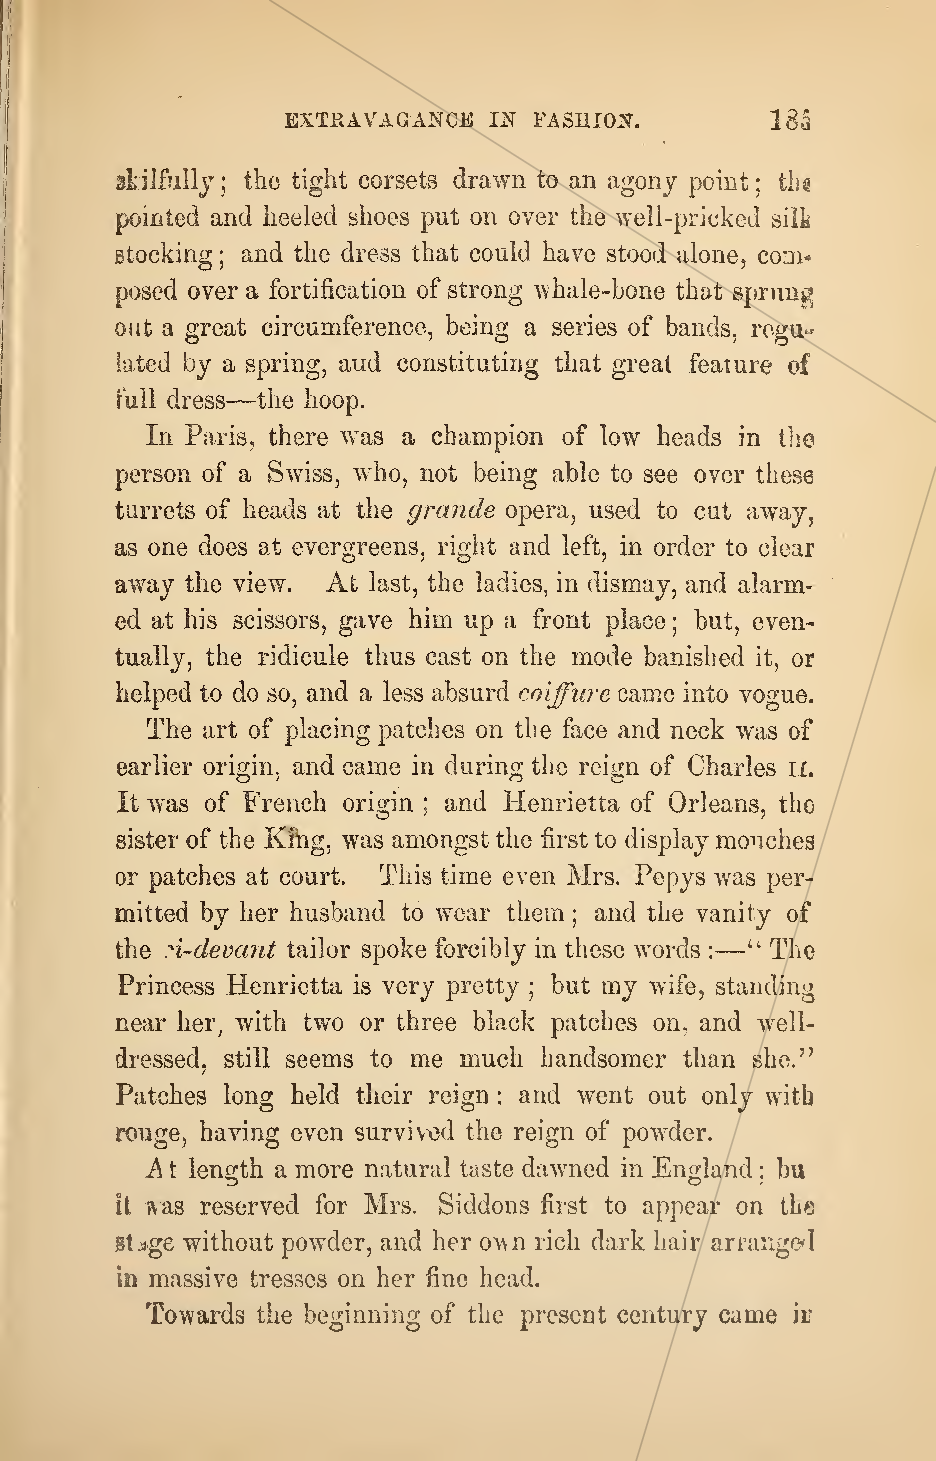 EXTRAVAGANCE IN FASHION.
skilfully; the tight corsets drawn to an agony point; the
pointed and heeled shoes put on over the well-pricked silk
stocking; and the dress that could have stood alone, com-
posed over a fortification of strong whale-bone that sprung
out a great circumference, being a series of bands, regu-
lated by a spring, aud constituting that great feature of
full dress—the hoop.
In Paris, there was a champion of low heads in the
person of a Swiss, who, not being able to see over these
turrets of heads at the grande opera, used to cut away,
as one does at evergreens, right and left, in order to clear
away the view. At last, the ladies, in dismay, and alarm-
ed at his scissors, gave him up a front place; but, even-
tually, the ridicule thus cast on the mode banished it, or
helped to do so, and a less absurd coiffure came into vogue.
The art of placing patches on the face and neck was of
earlier origin, and came in during the reign of Charles II.
It was of French origin; and Henrietta of Orleans, the
sister of the King, was amongst the first to display mouches
or patches at court. This time even Mrs. Pepys was per-
mitted by her husband to wear them; and the vanity of
the ci-devant tailor spoke forcibly in these words:—“The
Princess Henrietta is very pretty; but my wife, standing
near her, with two or three black patches on, and well-
dressed, still seems to me much handsomer than she.”
Patches long held their reign; and went out only with
rouge, having even survived the reign of powder.
At length a more natural taste dawned in England; bu
it was reserved for Mrs. Siddons first to appear on the
stage without powder, and her own rich dark hair arranged
in massive tresses on her fine head.
Towards the beginning of the present century came in